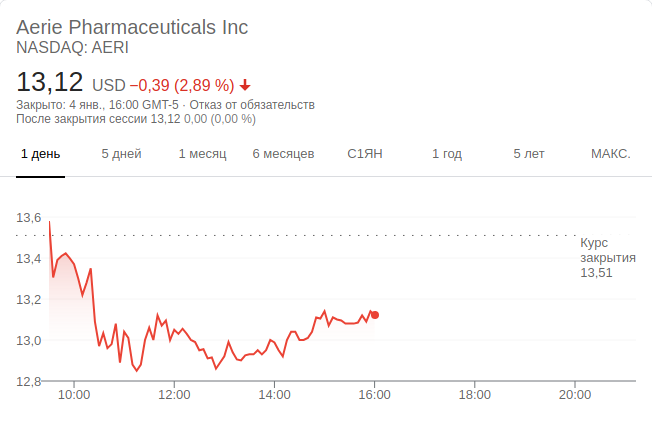 Aerie Pharmaceuticals Inc
NASDAQ: AERI
13,12 USD −0,39 (2,89 %)
Закрыто: 4 янв., 16:00 GMT-5 · Отказ от обязательств
После закрытия сессии 13,12 0,00 (0,00 %)
1 день 5 дней 1 месяц 6 месяцев С1ЯН 1 год 5 лет МАКС.
13,6
Курс
закрытия
13,51
13,4
13,2
13,0
12,8
10:00 12:00 14:00 16:00 18:00 20:00